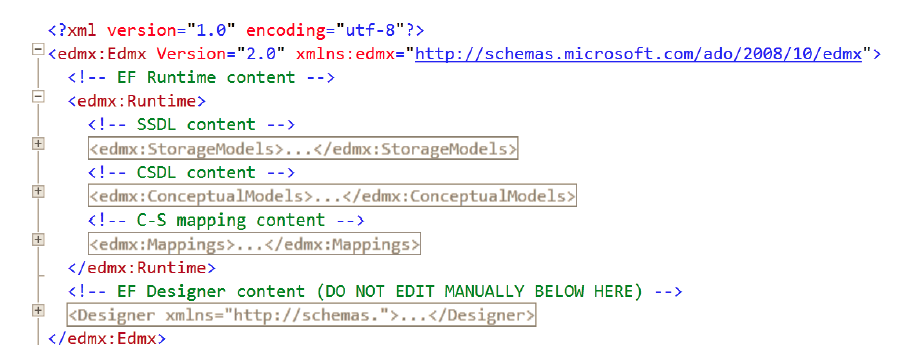 <?xml version="1.0" encoding="utf-8"?>
<edmx:Edmx Version="2.0" xmlns:edmx="http://schemas.microsoft.com/ado/2008/10/edmx">
<!-- EF Runtime content -->
<edmx:Runtime>
<!-- SSDL content -->
<edmx:StorageModels>...</edmx:StorageModels>
<!-- CSDL content -->
<edmx:ConceptualModels>...</edmx:ConceptualModels>
<!-- C-S mapping content -->
<edmx:Mappings>...</edmx:Mappings>
</edmx:Runtime>
<!-- EF Designer content (DO NOT EDIT MANUALLY BELOW HERE) -->
<Designer xmlns="http://schemas.">...</Designer>
</edmx:Edmx>